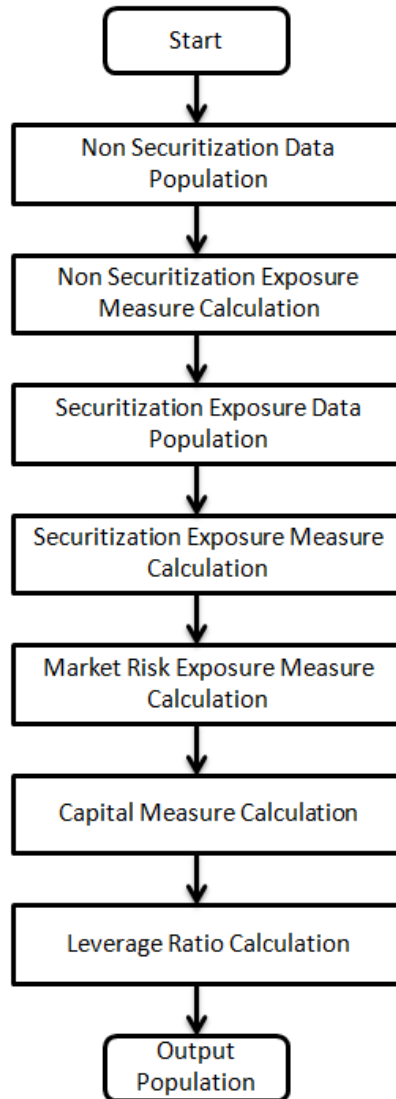 Start
Non Securitization Data
Population
Non Securitization Exposure
Measure Calculation
Securitization Exposure Data
Population
Securitization Exposure Measure
Calculation
Market Risk Exposure Measure
Calculation
Capital Measure Calculation
Leverage Ratio Calculation
Output
Population